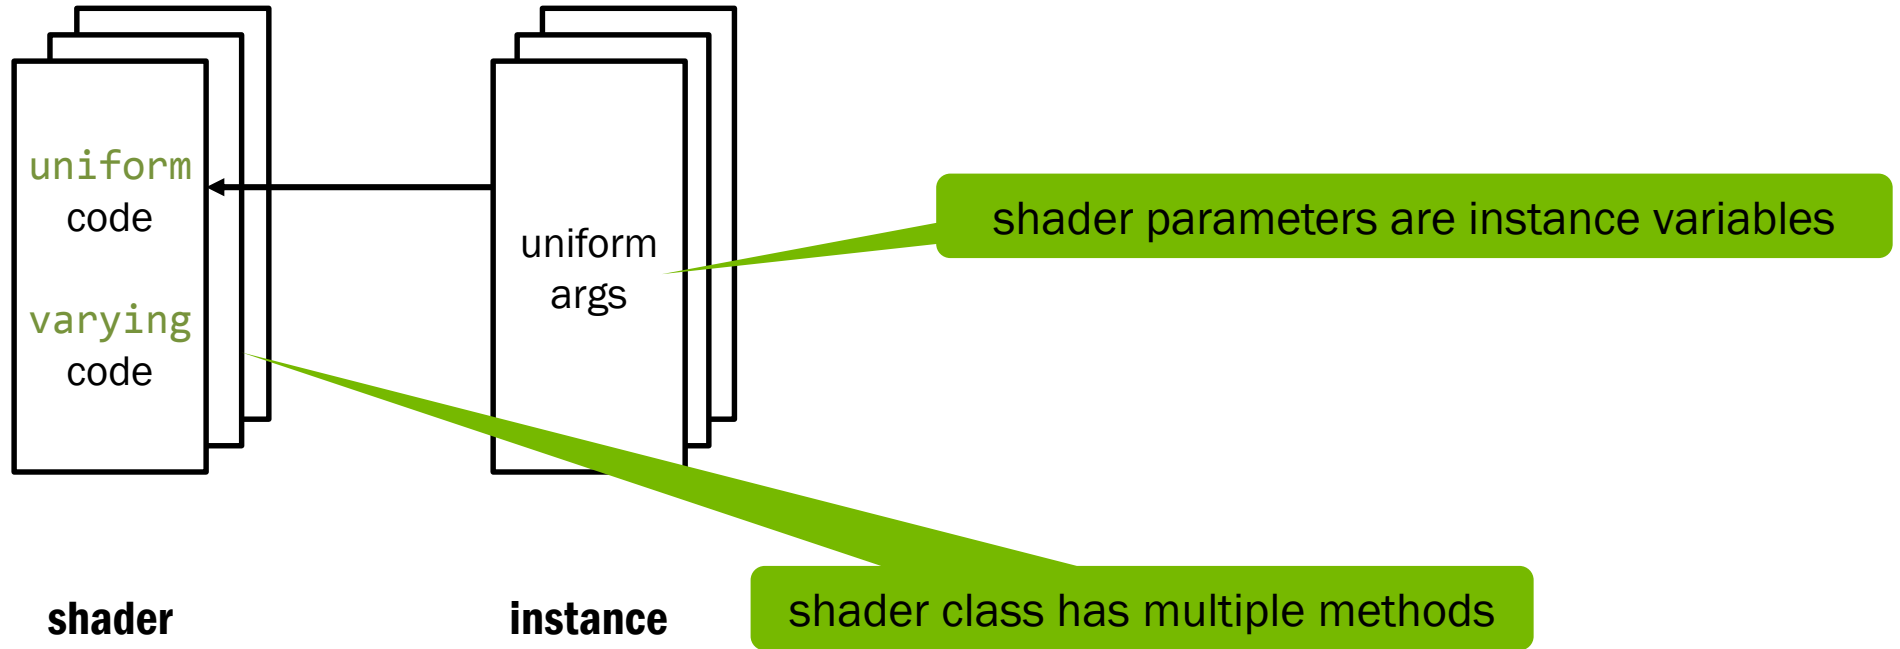 uniform
code
varying
code
uniform
args
shader parameters are instance variables
shader class has multiple methods
shader
instance